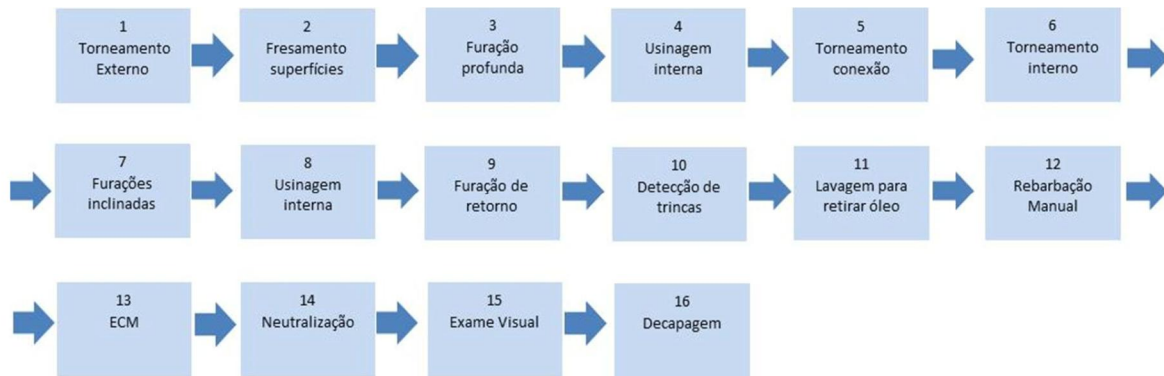 1
Torneamento
Externo
2
Fresamento
superfícies
3
Furação
profunda
4
Usinagem
interna
5
Torneamento
conexão
6
Torneamento
interno
7
Furações
inclinadas
8
Usinagem
interna
9
Furação de
retorno
10
Detecção de
trincas
11
Lavagem para
retirar óleo
12
Rebarbação
Manual
13
ECM
14
Neutralização
15
Exame Visual
16
Decapagem